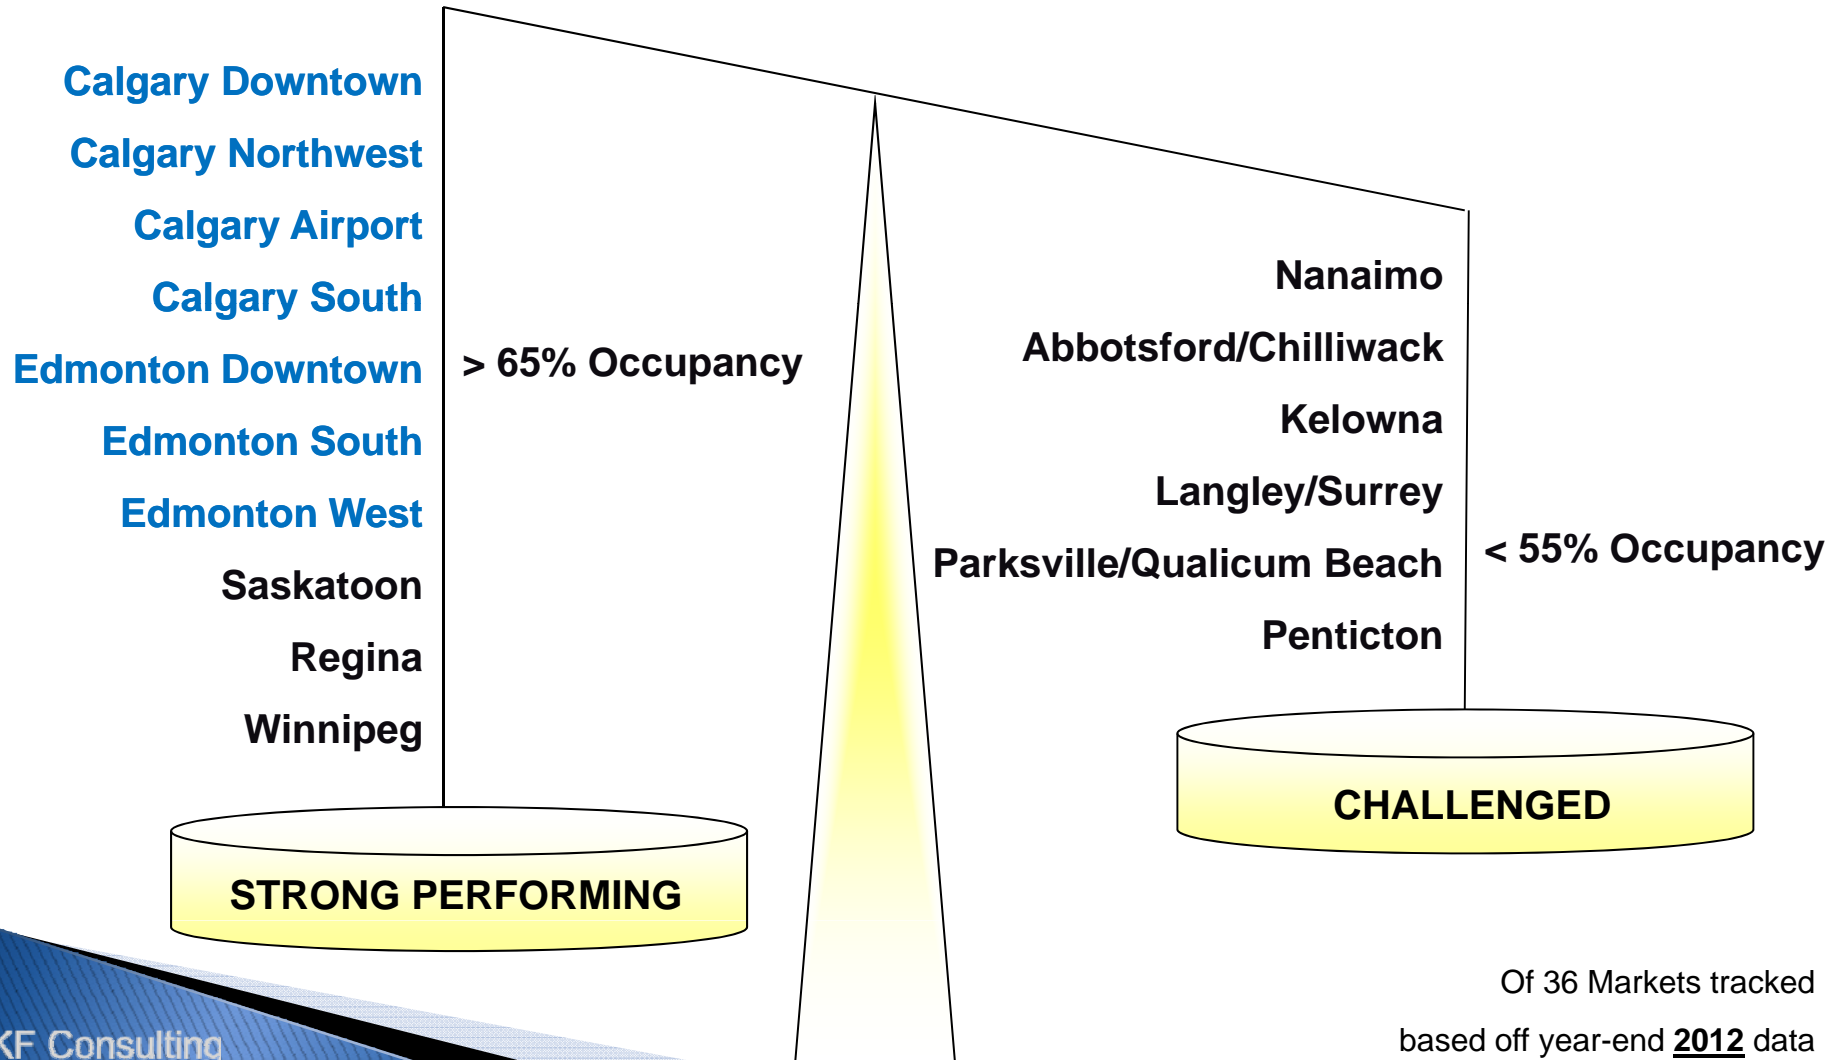 Calgary Downtown
Calgary Northwest
Calgary Airport
Calgary South
Edmonton Downtown
Edmonton South
Edmonton West
Saskatoon
Regina
Winnipeg
> 65% Occupancy
STRONG PERFORMING
Nanaimo
Abbotsford/Chilliwack
Kelowna
Langley/Surrey
Parksville/Qualicum Beach
Penticton
< 55% Occupancy
CHALLENGED
Of 36 Markets tracked
based off year-end 2012 data
KF Consulting